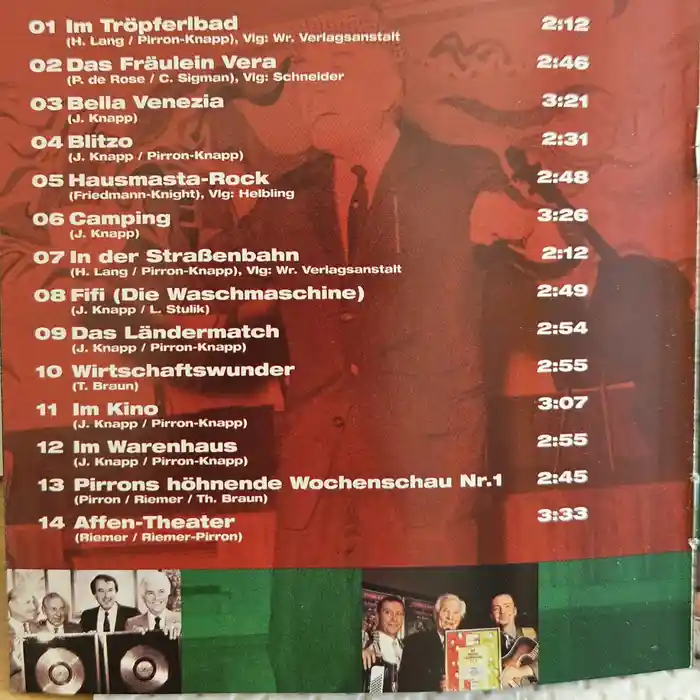 01 Im Tröpferlbad 2:12
(H. Lang / Pirron-Knapp), Vlg: Wr. Verlagsanstalt
02 Das Fräulein Vera 2:46
(P. de Rose / C. Sigman), Vlg: Schneider
03 Bella Venezia 3:21
(J. Knapp)
04 Blitzo 2:31
(J. Knapp / Pirron-Knapp)
05 Hausmasta-Rock 2:48
(Friedmann-Knight), Vlg: Helbling
06 Camping 3:26
(J. Knapp)
07 In der Straßenbahn 2:12
(H. Lang / Pirron-Knapp), Vlg: Wr. Verlagsanstalt
08 Fifi (Die Waschmaschine) 2:49
(J. Knapp / L. Stulik)
09 Das Ländermatch 2:54
(J. Knapp / Pirron-Knapp)
10 Wirtschaftswunder 2:55
(T. Braun)
11 Im Kino 3:07
(J. Knapp / Pirron-Knapp)
12 Im Warenhaus 2:55
(J. Knapp / Pirron-Knapp)
13 Pirrons höhnende Wochenschau Nr.1 2:45
(Pirron / Riemer / Th. Braun)
14 Affen-Theater 3:33
(Riemer / Riemer-Pirron)